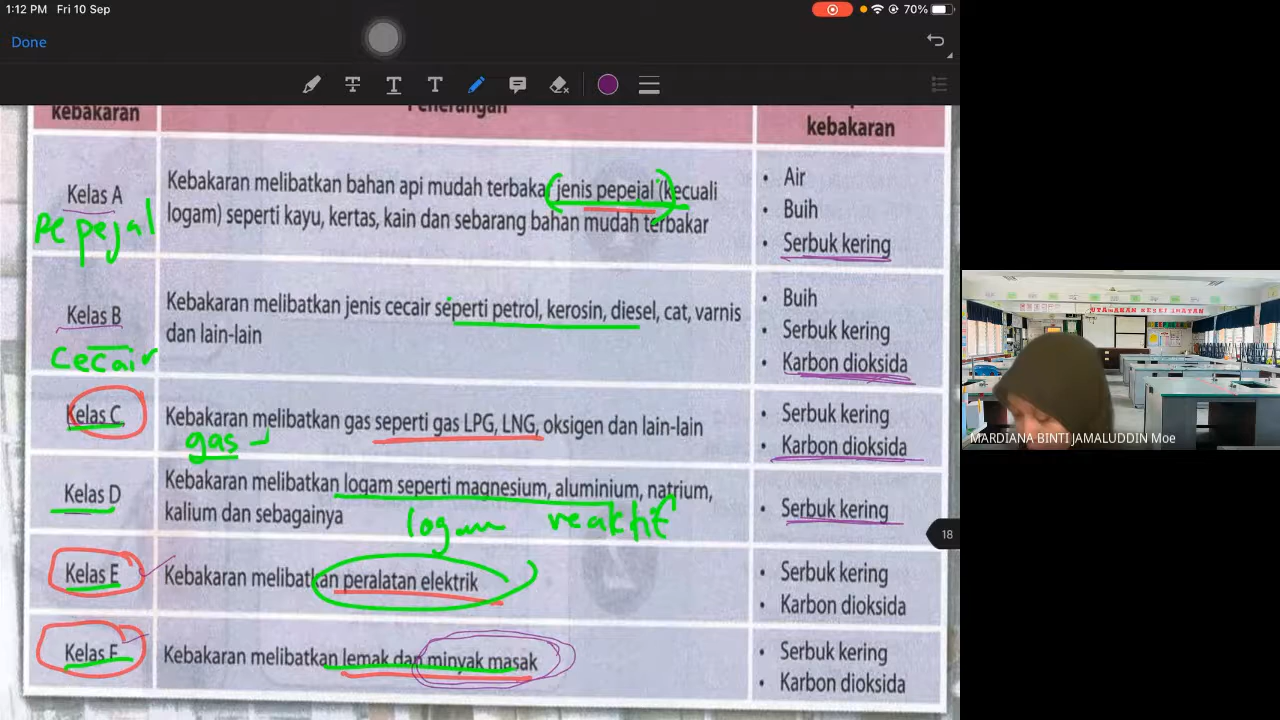 1:12 PM Fri 10 Sep
70%
Done
kebakaran
Penerangan
kebakaran
Kelas A
Pepejal
Kebakaran melibatkan bahan api mudah terbakar jenis pepejal (kecuali
logam) seperti kayu, kertas, kain dan sebarang bahan mudah terbakar
• Air
• Buih
• Serbuk kering
Kelas B
Cecair
Kebakaran melibatkan jenis cecair seperti petrol, kerosin, diesel, cat, varnis
dan lain-lain
• Buih
• Serbuk kering
• Karbon dioksida
Kelas C
Kebakaran melibatkan gas seperti gas LPG, LNG, oksigen dan lain-lain
gas
• Serbuk kering
• Karbon dioksida
Kelas D
Kebakaran melibatkan logam seperti magnesium, aluminium, natrium,
kalium dan sebagainya
logam reaktif
• Serbuk kering
18
Kelas E
Kebakaran melibatkan peralatan elektrik
• Serbuk kering
• Karbon dioksida
Kelas F
Kebakaran melibatkan lemak dan minyak masak
• Serbuk kering
• Karbon dioksida
UTAMAKAN KESELAMATAN
MARDIANA BINTI JAMALUDDIN Moe